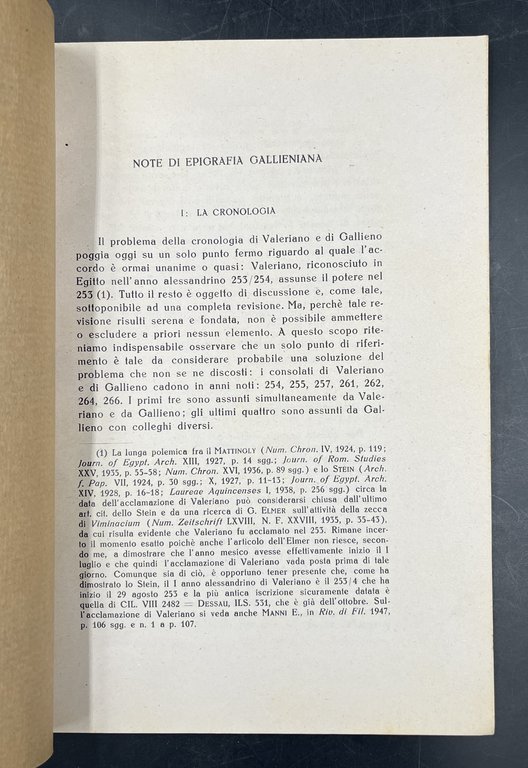 NOTE DI EPIGRAFIA GALLIENIANA
I: LA CRONOLOGIA
Il problema della cronologia di Valeriano e di Gallieno
poggia oggi su un solo punto fermo riguardo al quale l'ac-
cordo è ormai unanime o quasi: Valeriano, riconosciuto in
Egitto nell'anno alessandrino 253/254, assunse il potere nel
253 (1). Tutto il resto è oggetto di discussione e, come tale,
sottoponibile ad una completa revisione. Ma, perchè tale re-
visione risulti serena e fondata, non è possibile ammettere
o escludere a priori nessun elemento. A questo scopo rite-
niamo indispensabile osservare che un solo punto di riferi-
mento è tale da considerare probabile una soluzione del
problema che non se ne discosti: i consolati di Valeriano
e di Gallieno cadono in anni noti: 254, 255, 257, 261, 262,
264, 266. I primi tre sono assunti simultaneamente da Vale-
riano e da Gallieno; gli ultimi quattro sono assunti da Gal-
lieno con colleghi diversi.
(1) La lunga polemica fra il MATTINGLY (Num. Chron. IV, 1924, p. 119;
Journ. of Egypt. Arch. XIII, 1927, p. 14 sgg.; Journ. of Rom. Studies
XXV, 1935, p. 55-58; Num. Chron. XVI, 1936, p. 89 sgg.) e lo STEIN (Arch.
f. Pap. VII, 1924, p. 30 sgg.; X, 1927, p. 11-13; Journ. of Egypt. Arch.
XIV, 1928, p. 16-18; Laureae Aquincenses I, 1938, p. 256 sgg.) circa la
data dell'acclamazione di Valeriano può considerarsi chiusa dall'ultimo
art. cit. dello Stein e da una ricerca di G. ELMER sull'attività della zecca
di Viminacium (Num. Zeitschrift LXVIII, N. F. XXVIII, 1935, p. 35-43),
da cui risulta evidente che Valeriano fu acclamato nel 253. Rimane incer-
to il momento esatto poichè anche l'articolo dell'Elmer non riesce, secon-
do me, a dimostrare che l'anno mesico avesse effettivamente inizio il I
luglio e che quindi l'acclamazione di Valeriano vada posta prima di tale
giorno. Comunque sia di ciò, è opportuno tener presente che, come ha
dimostrato lo Stein, il I anno alessandrino di Valeriano è il 253/4 che ha
inizio il 29 agosto 253 e la più antica iscrizione sicuramente datata è
quella di CIL. VIII 2482 = DESSAU, ILS. 531, che è già dell'ottobre. Sul-
l'acclamazione di Valeriano si veda anche MANNI E., in Riv. di Fil. 1947,
p. 106 sgg. e n. 1 a p. 107.